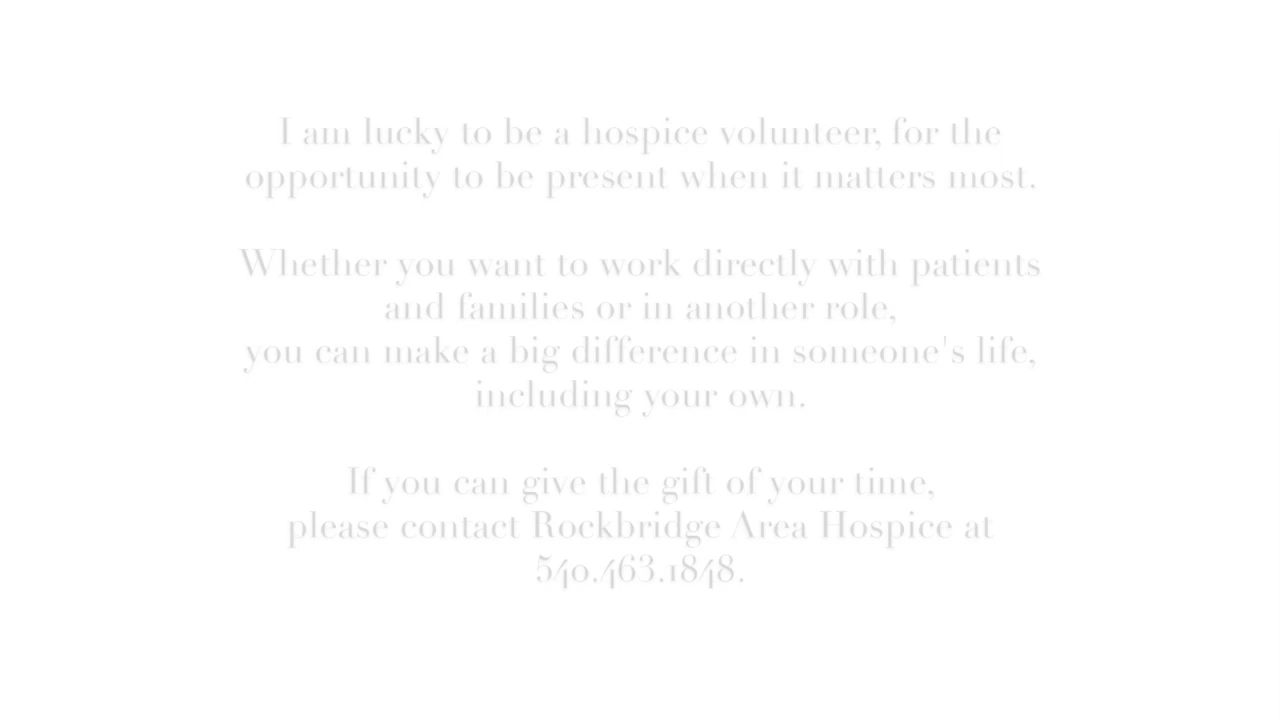 I am lucky to be a hospice volunteer, for the
opportunity to be present when it matters most.
Whether you want to work directly with patients
and families or in another role,
you can make a big difference in someone's life,
including your own.
If you can give the gift of your time,
please contact Rockbridge Area Hospice at
540.463.1848.